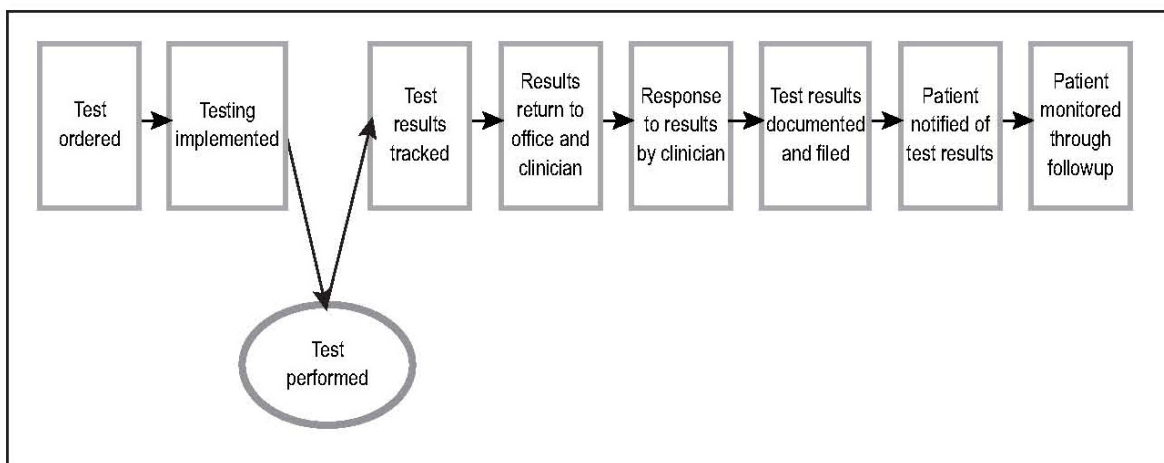 Test
ordered
Testing
implemented
Test
performed
Test
results
tracked
Results
return to
office and
clinician
Response
to results
by clinician
Test results
documented
and filed
Patient
notified of
test results
Patient
monitored
through
followup